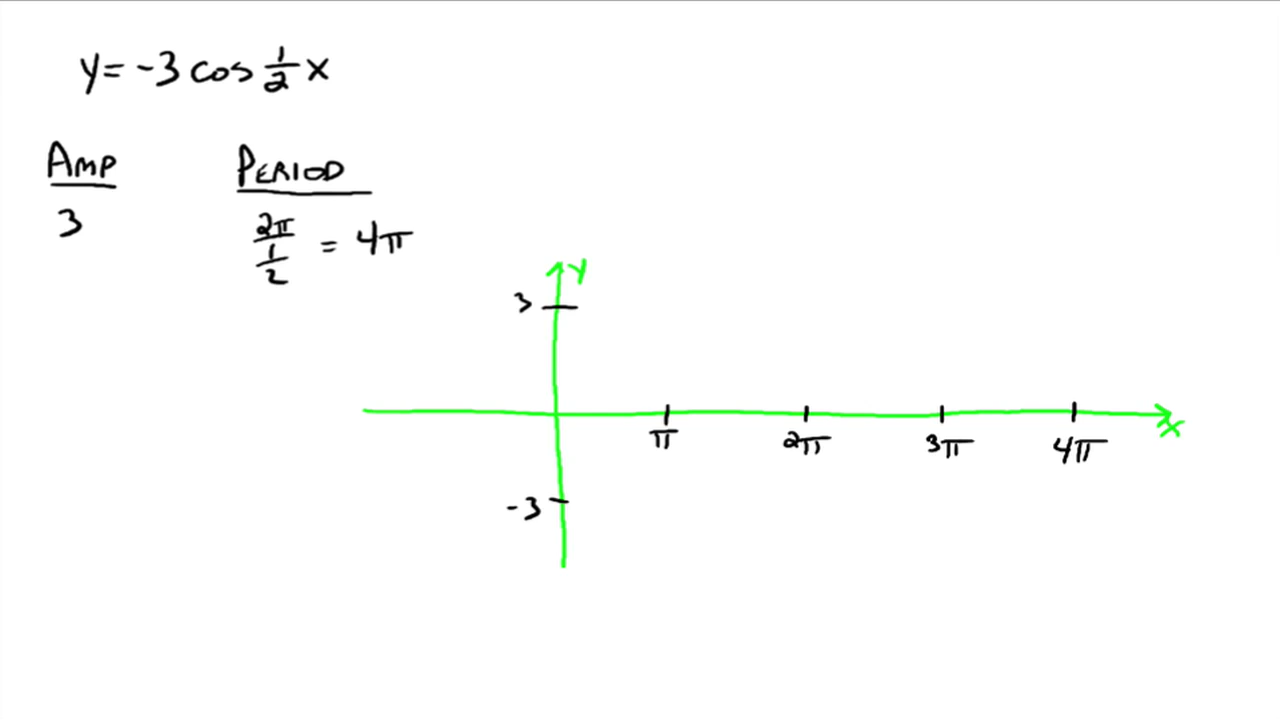 y = -3 cos 1/2 x
AMP PERIOD
3 2π / 1/2 = 4π
Y
3
π 2π 3π 4π X
-3